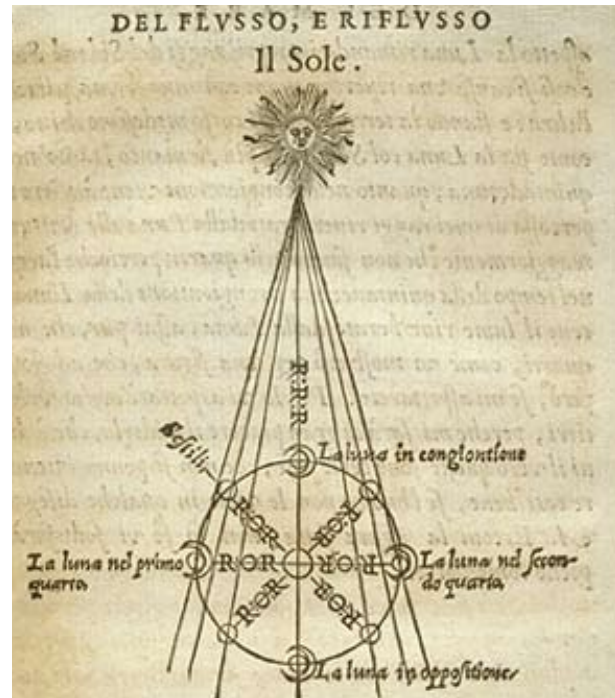 DEL FLVSSO, E RIFLVSSO
Il Sole.
R·R·R
La luna in congiontione
Sestili
R·O·R
R·O·R
La luna nel primo
quarto,
R·O·R
R·O·R
La luna nel secon-
do quarto,
R·O·R
R·O·R
La luna in oppositione